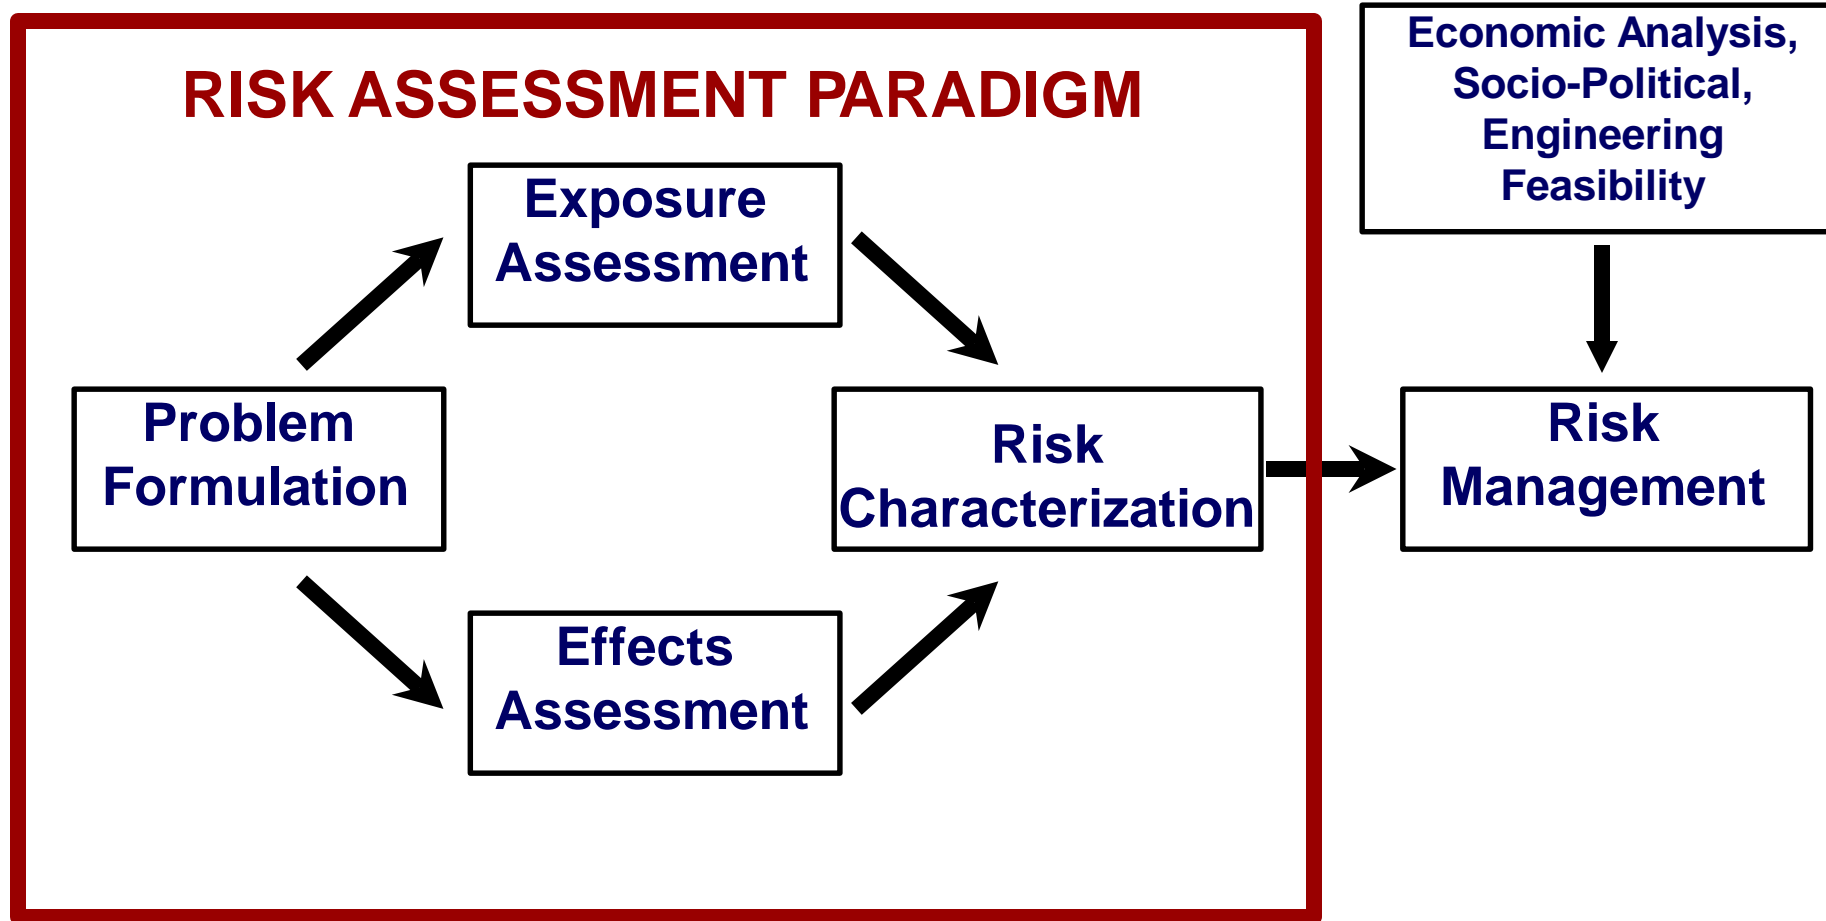 RISK ASSESSMENT PARADIGM
Economic Analysis,
Socio-Political,
Engineering
Feasibility
Exposure
Assessment
Problem
Formulation
Risk
Characterization
Risk
Management
Effects
Assessment